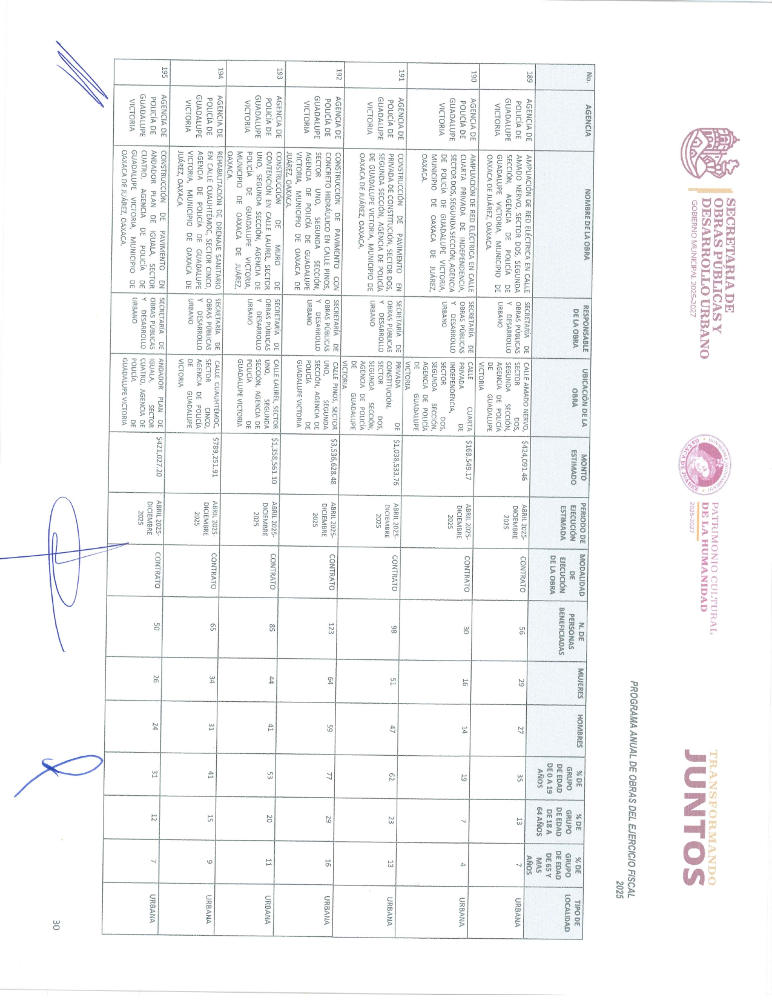 SECRETARIA DE
OBRAS PÚBLICAS Y
DESARROLLO URBANO
GOBIERNO MUNICIPAL 2025-2027
HONORABLE AYUNTAMIENTO
OAXACA DE JUÁREZ
PATRIMONIO CULTURAL
DE LA HUMANIDAD
2025-2027
TRANSFORMANDO
JUNTOS
PROGRAMA ANUAL DE OBRAS DEL EJERCICIO FISCAL
2025
No.
AGENCIA
NOMBRE DE LA OBRA
RESPONSABLE
DE LA OBRA
UBICACIÓN DE LA
OBRA
MONTO
ESTIMADO
PERIODO DE
EJECUCIÓN
ESTIMADA
MODALIDAD
DE
EJECUCIÓN
DE LA OBRA
N. DE
PERSONAS
BENEFICIADAS
MUJERES
HOMBRES
% DE
GRUPO
DE EDAD
DE 0 A 19
AÑOS
% DE
GRUPO
DE EDAD
DE 18 A
64 AÑOS
% DE
GRUPO
DE EDAD
DE 65 Y
MAS
AÑOS
TIPO DE
LOCALIDAD
189
AGENCIA DE
POLICÍA DE
GUADALUPE
VICTORIA
AMPLIACIÓN DE RED ELÉCTRICA EN CALLE
AMADO NERVO, SECTOR DOS, SEGUNDA
SECCIÓN, AGENCIA DE POLICÍA DE
GUADALUPE VICTORIA, MUNICIPIO DE
OAXACA DE JUÁREZ, OAXACA.
SECRETARÍA DE
OBRAS PÚBLICAS
Y DESARROLLO
URBANO
CALLE AMADO NERVO,
SECTOR DOS,
SEGUNDA SECCIÓN,
AGENCIA DE POLICÍA
DE GUADALUPE
VICTORIA
$424,091.46
ABRIL 2025-
DICIEMBRE
2025
CONTRATO
56
29
27
35
13
7
URBANA
190
AGENCIA DE
POLICÍA DE
GUADALUPE
VICTORIA
AMPLIACIÓN DE RED ELÉCTRICA EN CALLE
CUARTA PRIVADA DE INDEPENDENCIA,
SECTOR DOS, SEGUNDA SECCIÓN, AGENCIA
DE POLICÍA DE GUADALUPE VICTORIA,
MUNICIPIO DE OAXACA DE JUÁREZ,
OAXACA.
SECRETARÍA DE
OBRAS PÚBLICAS
Y DESARROLLO
URBANO
CALLE CUARTA
PRIVADA DE
INDEPENDENCIA,
SECTOR DOS,
SEGUNDA SECCIÓN,
AGENCIA DE POLICÍA
DE GUADALUPE
VICTORIA
$168,549.17
ABRIL 2025-
DICIEMBRE
2025
CONTRATO
30
16
14
19
7
4
URBANA
191
AGENCIA DE
POLICÍA DE
GUADALUPE
VICTORIA
CONSTRUCCIÓN DE PAVIMENTO EN
PRIVADA DE CONSTITUCIÓN, SECTOR DOS,
SEGUNDA SECCIÓN, AGENCIA DE POLICÍA
DE GUADALUPE VICTORIA, MUNICIPIO DE
OAXACA DE JUÁREZ, OAXACA.
SECRETARÍA DE
OBRAS PÚBLICAS
Y DESARROLLO
URBANO
PRIVADA DE
CONSTITUCIÓN,
SECTOR DOS,
SEGUNDA SECCIÓN,
AGENCIA DE POLICÍA
DE GUADALUPE
VICTORIA
$1,038,533.76
ABRIL 2025-
DICIEMBRE
2025
CONTRATO
98
51
47
62
23
13
URBANA
192
AGENCIA DE
POLICÍA DE
GUADALUPE
VICTORIA
CONSTRUCCIÓN DE PAVIMENTO CON
CONCRETO HIDRÁULICO EN CALLE PINOS,
SECTOR UNO, SEGUNDA SECCIÓN,
AGENCIA DE POLICÍA DE GUADALUPE
VICTORIA, MUNICIPIO DE OAXACA DE
JUÁREZ, OAXACA.
SECRETARÍA DE
OBRAS PÚBLICAS
Y DESARROLLO
URBANO
CALLE PINOS, SECTOR
UNO, SEGUNDA
SECCIÓN, AGENCIA DE
POLICÍA DE
GUADALUPE VICTORIA
$3,536,628.48
ABRIL 2025-
DICIEMBRE
2025
CONTRATO
123
64
59
77
29
16
URBANA
193
AGENCIA DE
POLICÍA DE
GUADALUPE
VICTORIA
CONSTRUCCIÓN DE MURO DE
CONTENCIÓN EN CALLE LAUREL, SECTOR
UNO, SEGUNDA SECCIÓN, AGENCIA DE
POLICÍA DE GUADALUPE VICTORIA,
MUNICIPIO DE OAXACA DE JUÁREZ,
OAXACA.
SECRETARÍA DE
OBRAS PÚBLICAS
Y DESARROLLO
URBANO
CALLE LAUREL, SECTOR
UNO, SEGUNDA
SECCIÓN, AGENCIA DE
POLICÍA DE
GUADALUPE VICTORIA
$1,358,561.10
ABRIL 2025-
DICIEMBRE
2025
CONTRATO
85
44
41
53
20
11
URBANA
194
AGENCIA DE
POLICÍA DE
GUADALUPE
VICTORIA
REHABILITACIÓN DE DRENAJE SANITARIO
EN CALLE CUAUHTÉMOC, SECTOR CINCO,
AGENCIA DE POLICÍA DE GUADALUPE
VICTORIA, MUNICIPIO DE OAXACA DE
JUÁREZ, OAXACA.
SECRETARÍA DE
OBRAS PÚBLICAS
Y DESARROLLO
URBANO
CALLE CUAUHTÉMOC,
SECTOR CINCO,
AGENCIA DE POLICÍA
DE GUADALUPE
VICTORIA
$789,251.91
ABRIL 2025-
DICIEMBRE
2025
CONTRATO
65
34
31
41
15
9
URBANA
195
AGENCIA DE
POLICÍA DE
GUADALUPE
VICTORIA
CONSTRUCCIÓN DE PAVIMENTO EN
ANDADOR PLAN DE IGUALA, SECTOR
CUATRO, AGENCIA DE POLICÍA DE
GUADALUPE VICTORIA, MUNICIPIO DE
OAXACA DE JUÁREZ, OAXACA.
SECRETARÍA DE
OBRAS PÚBLICAS
Y DESARROLLO
URBANO
ANDADOR PLAN DE
IGUALA, SECTOR
CUATRO, AGENCIA DE
POLICÍA DE
GUADALUPE VICTORIA
$421,027.20
ABRIL 2025-
DICIEMBRE
2025
CONTRATO
50
26
24
31
12
7
URBANA
30